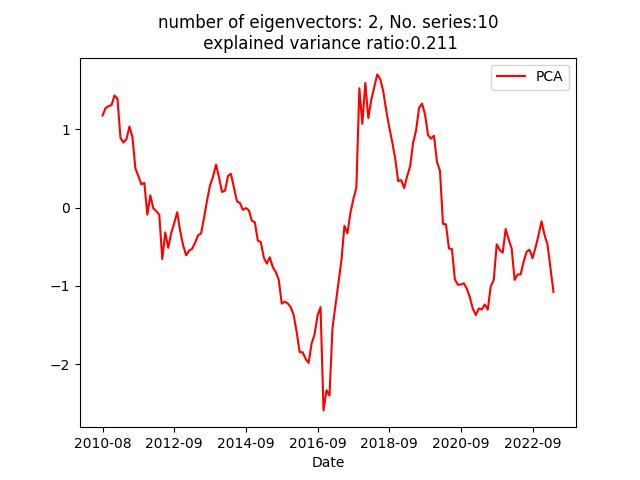 number of eigenvectors: 2, No. series:10
explained variance ratio:0.211
PCA
1
0
−1
−2
2010-08 2012-09 2014-09 2016-09 2018-09 2020-09 2022-09
Date